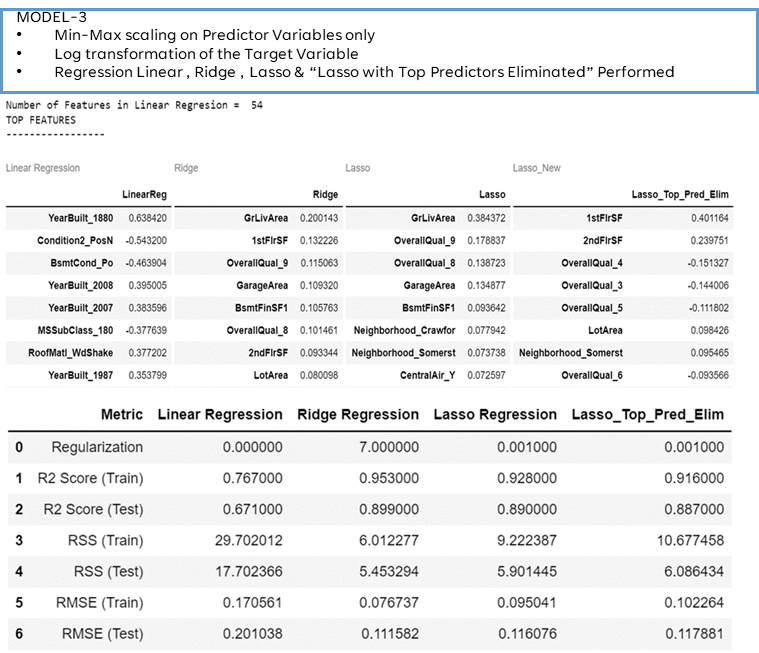 MODEL-3
• Min-Max scaling on Predictor Variables only
• Log transformation of the Target Variable
• Regression Linear , Ridge , Lasso & “Lasso with Top Predictors Eliminated” Performed
Number of Features in Linear Regresion = 54
TOP FEATURES
-----------------
Linear Regression Ridge Lasso Lasso_New
LinearReg Ridge Lasso Lasso_Top_Pred_Elim
YearBuilt_1880 0.638420 GrLivArea 0.200143 GrLivArea 0.384372 1stFlrSF 0.401164
Condition2_PosN -0.543200 1stFlrSF 0.132226 OverallQual_9 0.178837 2ndFlrSF 0.239751
BsmtCond_Po -0.463904 OverallQual_9 0.115063 OverallQual_8 0.138723 OverallQual_4 -0.151327
YearBuilt_2008 0.395005 GarageArea 0.109320 GarageArea 0.134877 OverallQual_3 -0.144006
YearBuilt_2007 0.383596 BsmtFinSF1 0.105763 BsmtFinSF1 0.093642 OverallQual_5 -0.111802
MSSubClass_180 -0.377639 OverallQual_8 0.101461 Neighborhood_Crawfor 0.077942 LotArea 0.098426
RoofMatl_WdShake 0.377202 2ndFlrSF 0.093344 Neighborhood_Somerst 0.073738 Neighborhood_Somerst 0.095465
YearBuilt_1987 0.353799 LotArea 0.080098 CentralAir_Y 0.072597 OverallQual_6 -0.093566
Metric Linear Regression Ridge Regression Lasso Regression Lasso_Top_Pred_Elim
0 Regularization 0.000000 7.000000 0.001000 0.001000
1 R2 Score (Train) 0.767000 0.953000 0.928000 0.916000
2 R2 Score (Test) 0.671000 0.899000 0.890000 0.887000
3 RSS (Train) 29.702012 6.012277 9.222387 10.677458
4 RSS (Test) 17.702366 5.453294 5.901445 6.086434
5 RMSE (Train) 0.170561 0.076737 0.095041 0.102264
6 RMSE (Test) 0.201038 0.111582 0.116076 0.117881